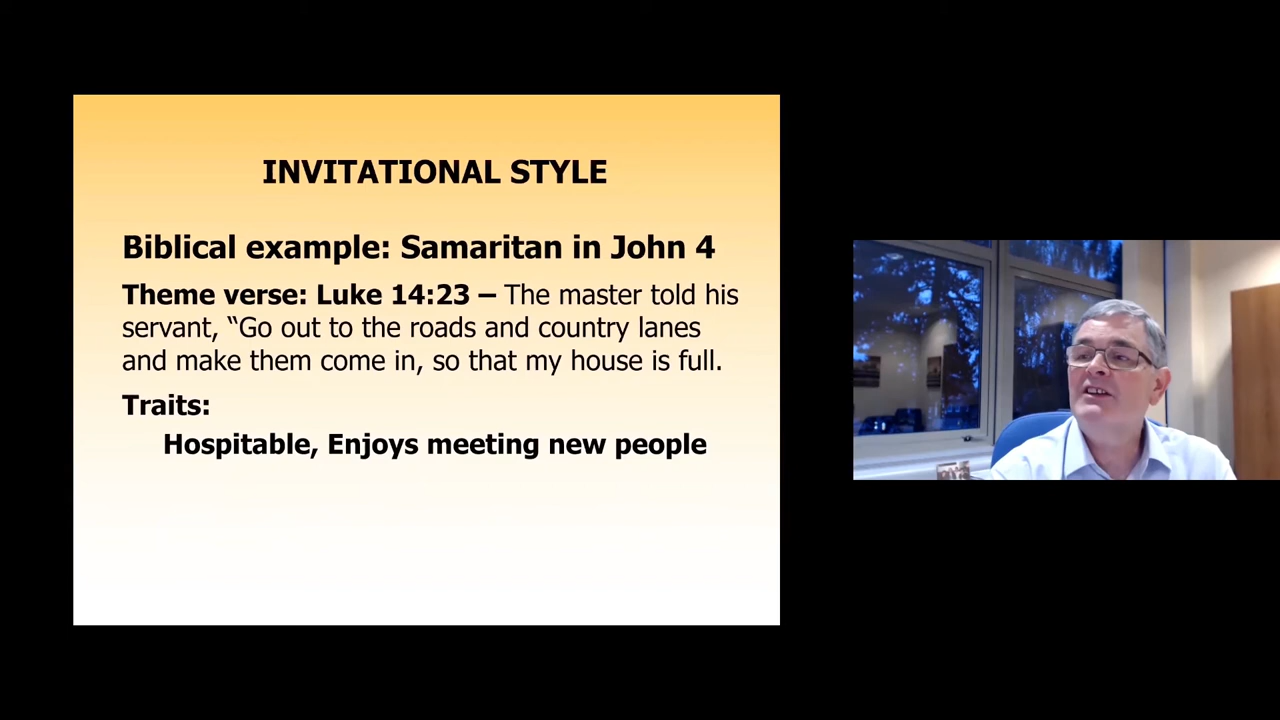 INVITATIONAL STYLE
Biblical example: Samaritan in John 4
Theme verse: Luke 14:23 – The master told his
servant, “Go out to the roads and country lanes
and make them come in, so that my house is full.
Traits:
Hospitable, Enjoys meeting new people